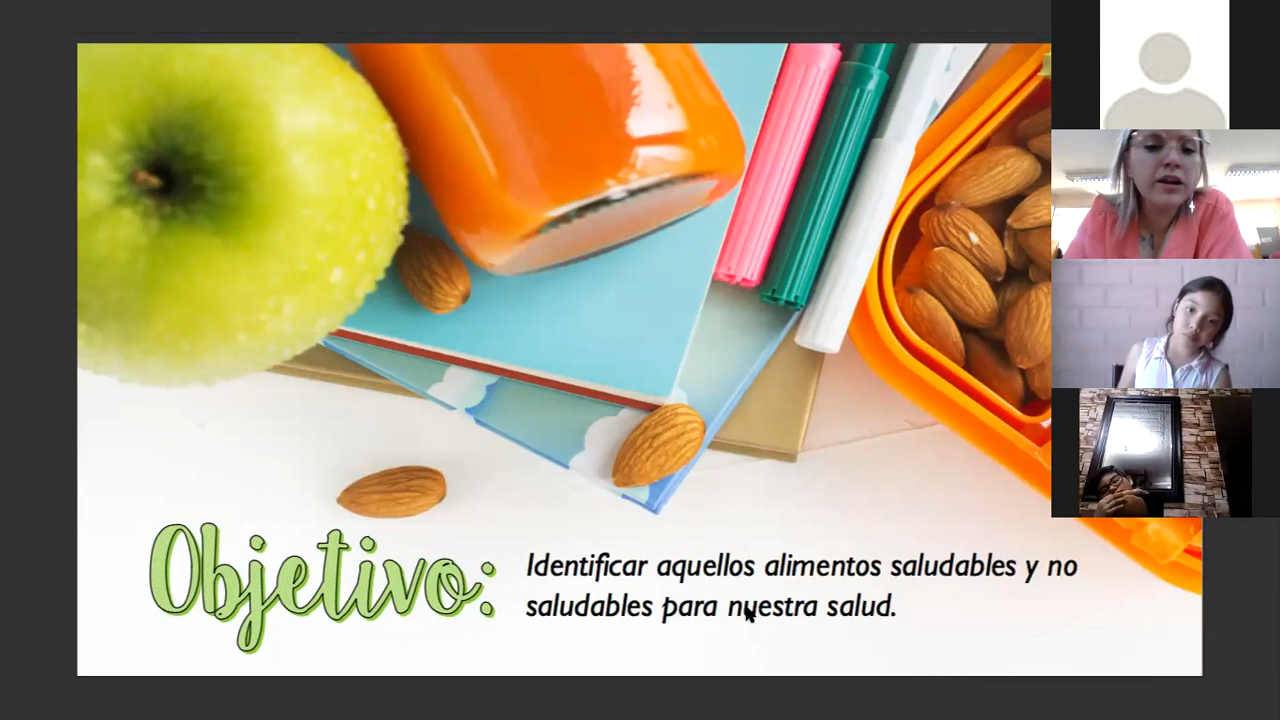 Objetivo:
Identificar aquellos alimentos saludables y no
saludables para nuestra salud.